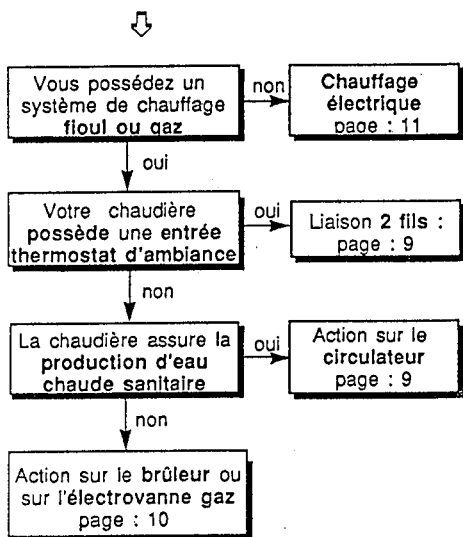 Vous possédez un
système de chauffage
fioul ou gaz
non
Chauffage
électrique
page : 11
oui
Votre chaudière
possède une entrée
thermostat d'ambiance
oui
Liaison 2 fils :
page : 9
non
La chaudière assure la
production d'eau
chaude sanitaire
oui
Action sur le
circulateur
page : 9
non
Action sur le brûleur ou
sur l'électrovanne gaz
page : 10